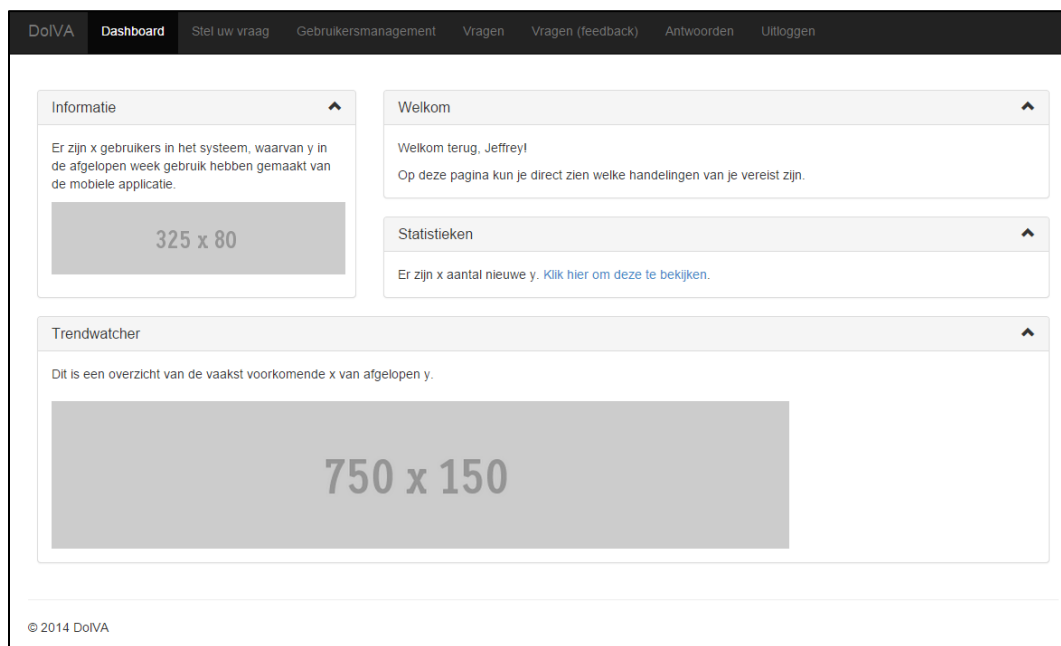 DoIVA Dashboard Stel uw vraag Gebruikersmanagement Vragen Vragen (feedback) Antwoorden Uitloggen
Informatie
Er zijn x gebruikers in het systeem, waarvan y in
de afgelopen week gebruik hebben gemaakt van
de mobiele applicatie.
325 x 80
Welkom
Welkom terug, Jeffrey!
Op deze pagina kun je direct zien welke handelingen van je vereist zijn.
Statistieken
Er zijn x aantal nieuwe y. Klik hier om deze te bekijken.
Trendwatcher
Dit is een overzicht van de vaakst voorkomende x van afgelopen y.
750 x 150
© 2014 DoIVA